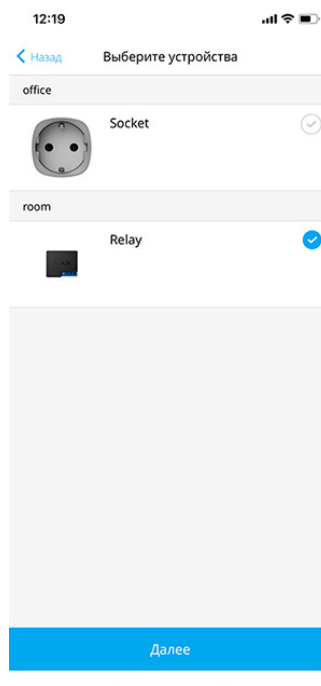 12:19
Назад
Выберите устройства
office
Socket
room
Relay
Далее